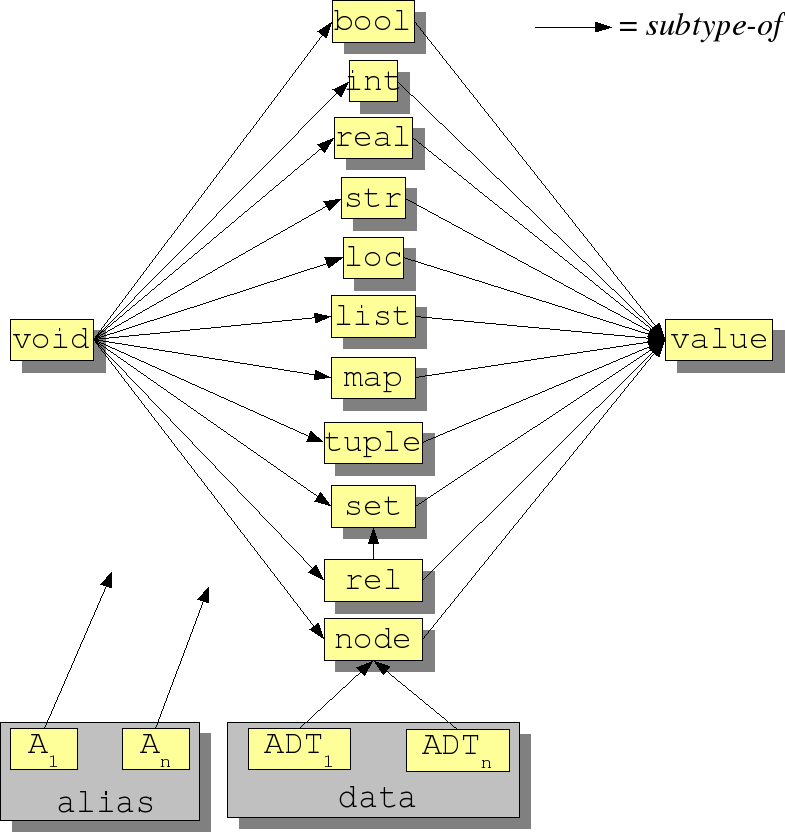 bool
= subtype-of
int
real
str
loc
list
void
value
map
tuple
set
rel
node
A1
An
ADT1
ADTn
alias
data